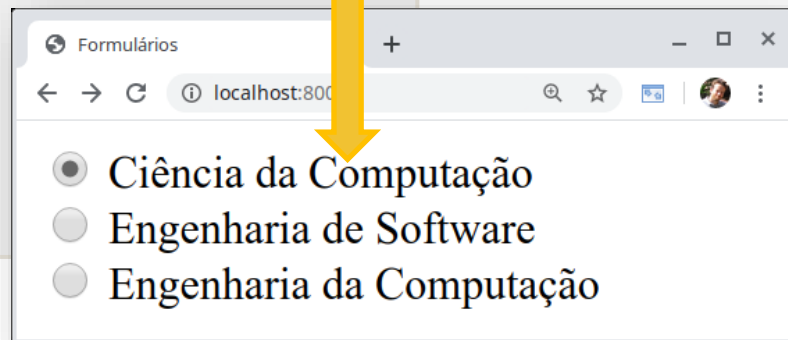 Formulários
localhost:800
Ciência da Computação
Engenharia de Software
Engenharia da Computação